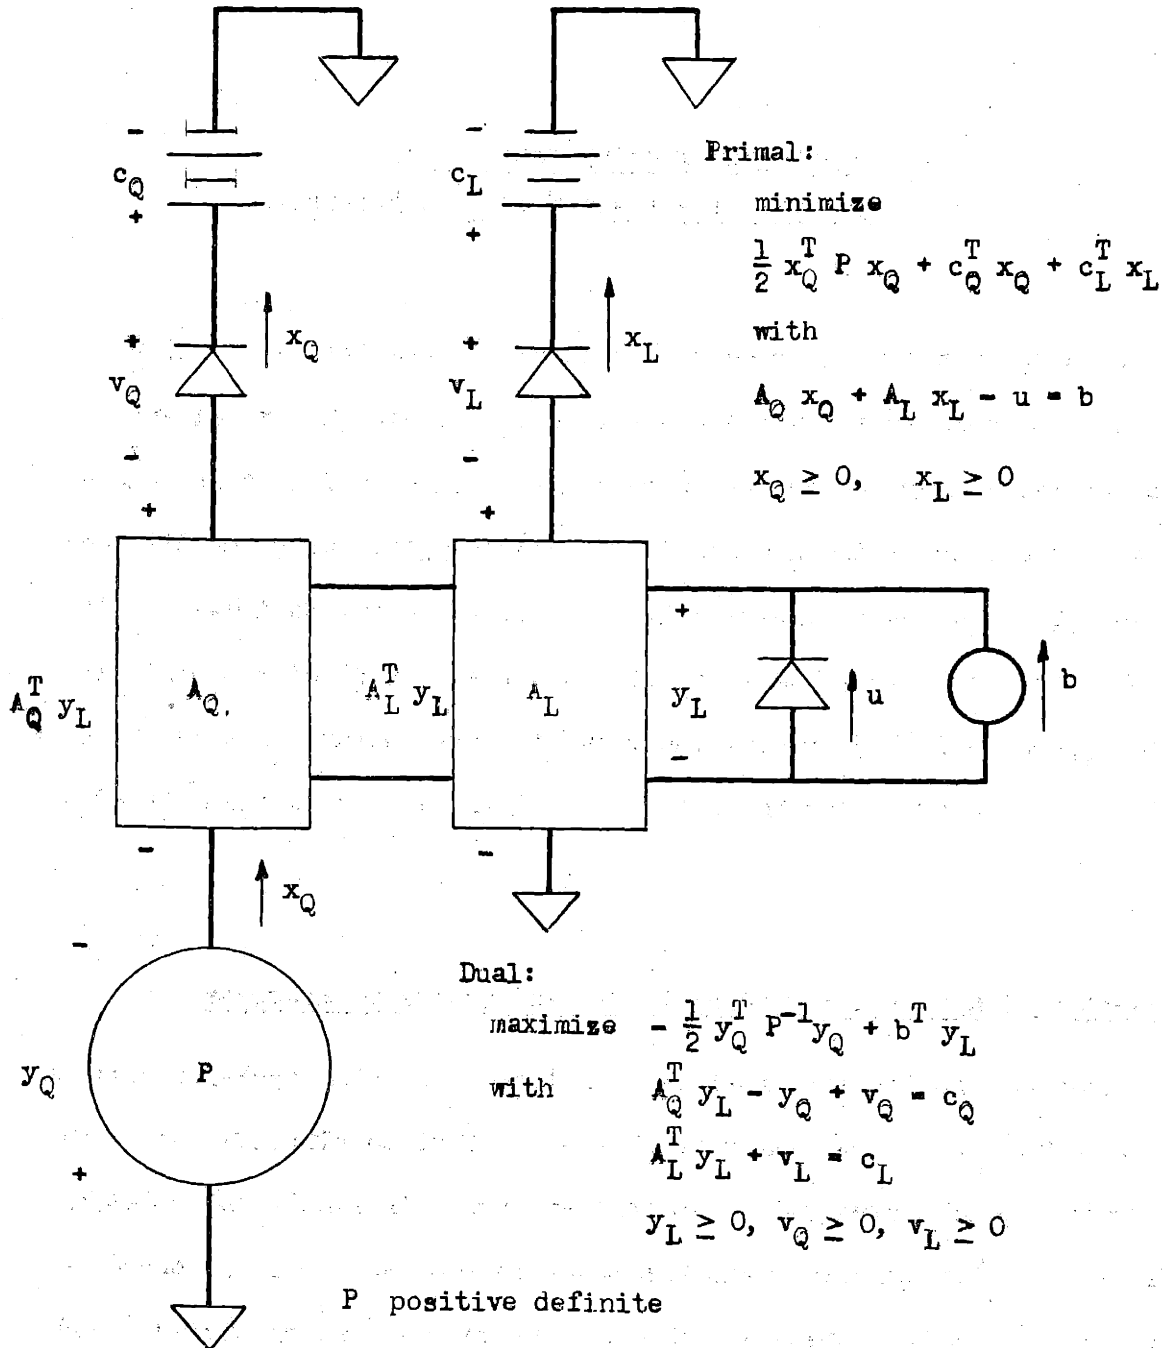 -
c_Q
+
-
c_L
+
+
v_Q
-
x_Q
+
v_L
-
x_L
Primal:
minimize
1/2 x_Q^T P x_Q + c_Q^T x_Q + c_L^T x_L
with
A_Q x_Q + A_L x_L - u = b
x_Q ≥ 0, x_L ≥ 0
+
+
A_Q^T y_L
A_Q.
A_L^T y_L
A_L
+
y_L
-
u
b
-
-
x_Q
-
y_Q
+
P
Dual:
maximize - 1/2 y_Q^T P^-1 y_Q + b^T y_L
with A_Q^T y_L - y_Q + v_Q = c_Q
A_L^T y_L + v_L = c_L
y_L ≥ 0, v_Q ≥ 0, v_L ≥ 0
P positive definite